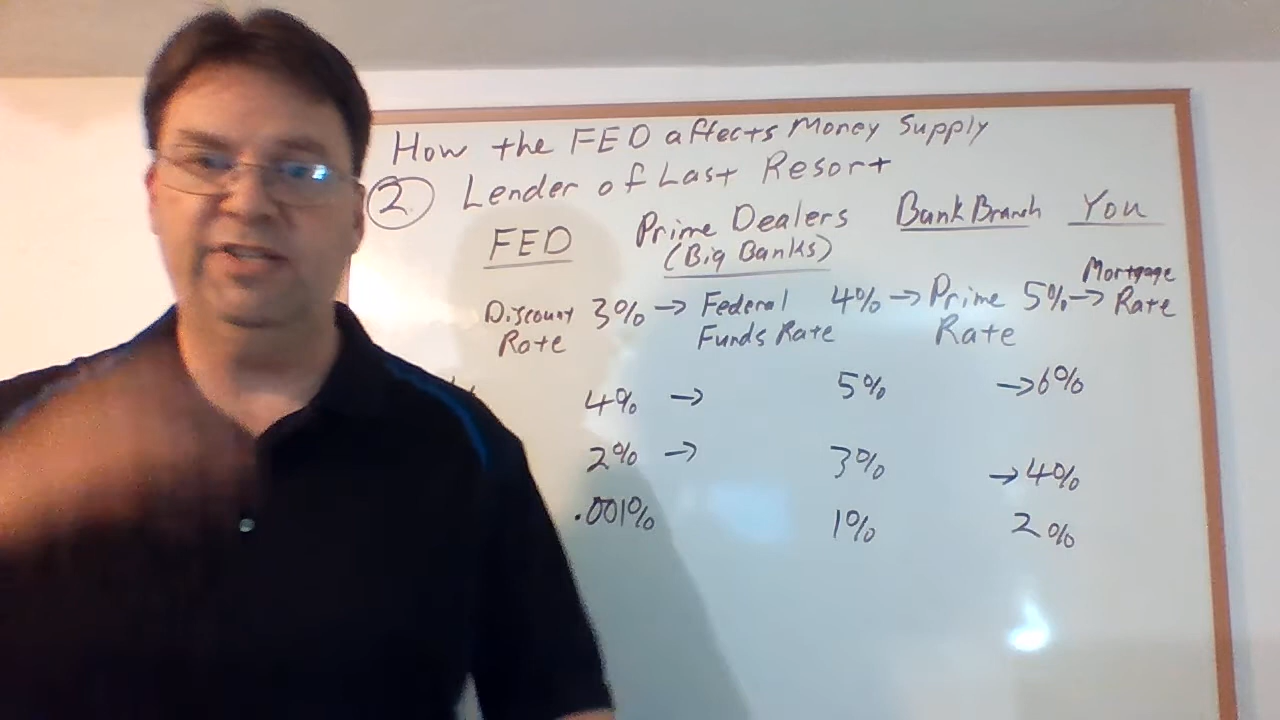 How the FED affects Money Supply
2. Lender of Last Resort
FED Prime Dealers (Big Banks) Bank Branch You
Discount Rate 3% → Federal Funds Rate 4% → Prime Rate 5% → Mortgage Rate
4% → 5% → 6%
2% → 3% → 4%
.001% 1% 2%